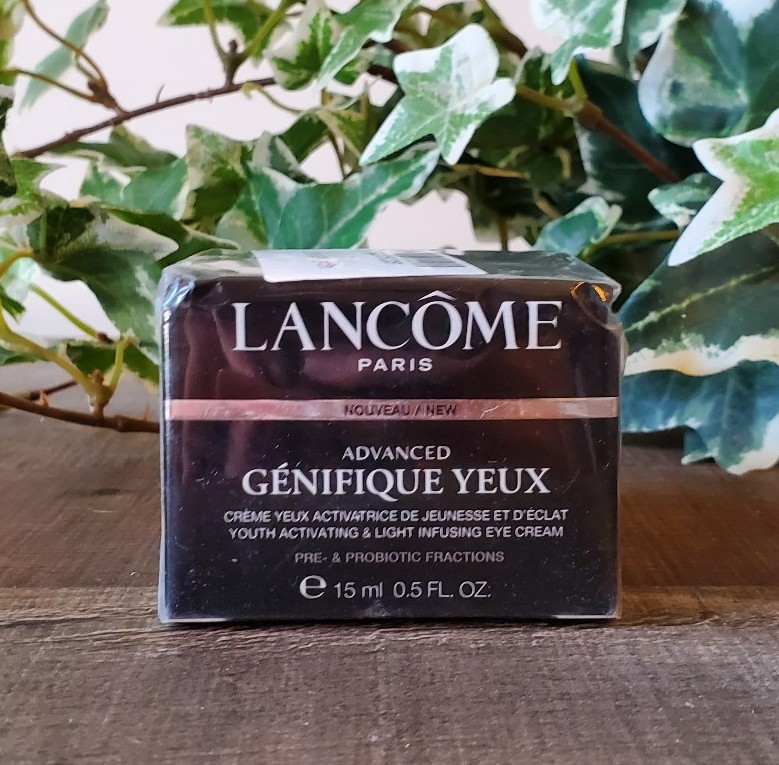 LANCÔME
PARIS
NOUVEAU / NEW
ADVANCED
GÉNIFIQUE YEUX
CRÈME YEUX ACTIVATRICE DE JEUNESSE ET D'ÉCLAT
YOUTH ACTIVATING & LIGHT INFUSING EYE CREAM
PRE- & PROBIOTIC FRACTIONS
℮ 15 ml 0.5 FL. OZ.